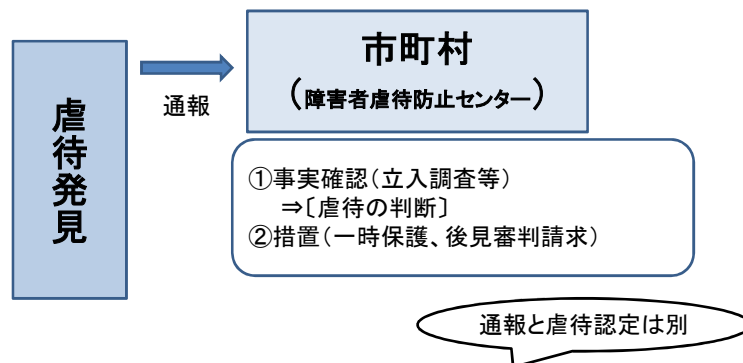 虐待発見
通報
市町村
(障害者虐待防止センター)
①事実確認(立入調査等)
⇒〔虐待の判断〕
②措置(一時保護、後見審判請求)
通報と虐待認定は別